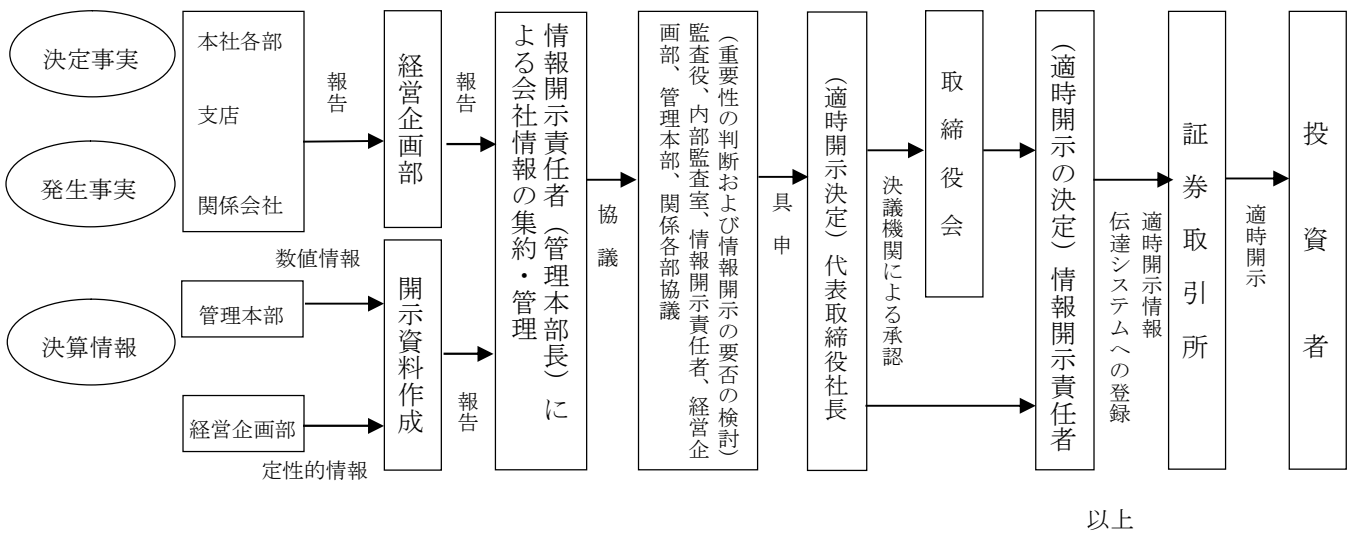 決定事実
発生事実
決算情報
本社各部
支店
関係会社
報告
経営企画部
報告
数値情報
管理本部
経営企画部
定性的情報
開示資料作成
報告
情報開示責任者（管理本部長）に
よる会社情報の集約・管理
協議
（重要性の判断および情報開示の要否の検討）
監査役、内部監査室、情報開示責任者、経営企
画部、管理本部、関係各部協議
具申
（適時開示決定）代表取締役社長
決議機関による承認
取締役会
（適時開示の決定）情報開示責任者
適時開示情報
伝達システムへの登録
証券取引所
適時開示
投資者
以上